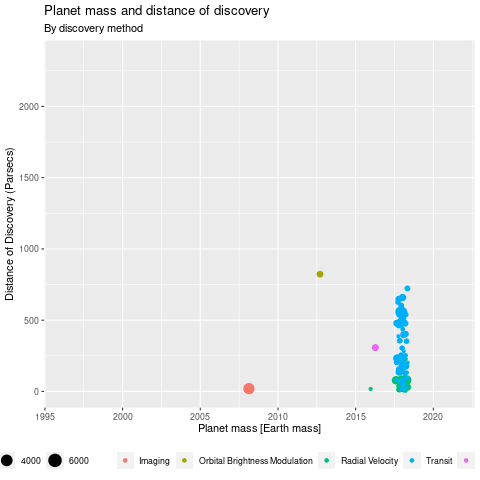 Planet mass and distance of discovery
By discovery method
Distance of Discovery (Parsecs)
2000
1500
1000
500
0
1995 2000 2005 2010 2015 2020
Planet mass [Earth mass]
4000 6000 Imaging Orbital Brightness Modulation Radial Velocity Transit